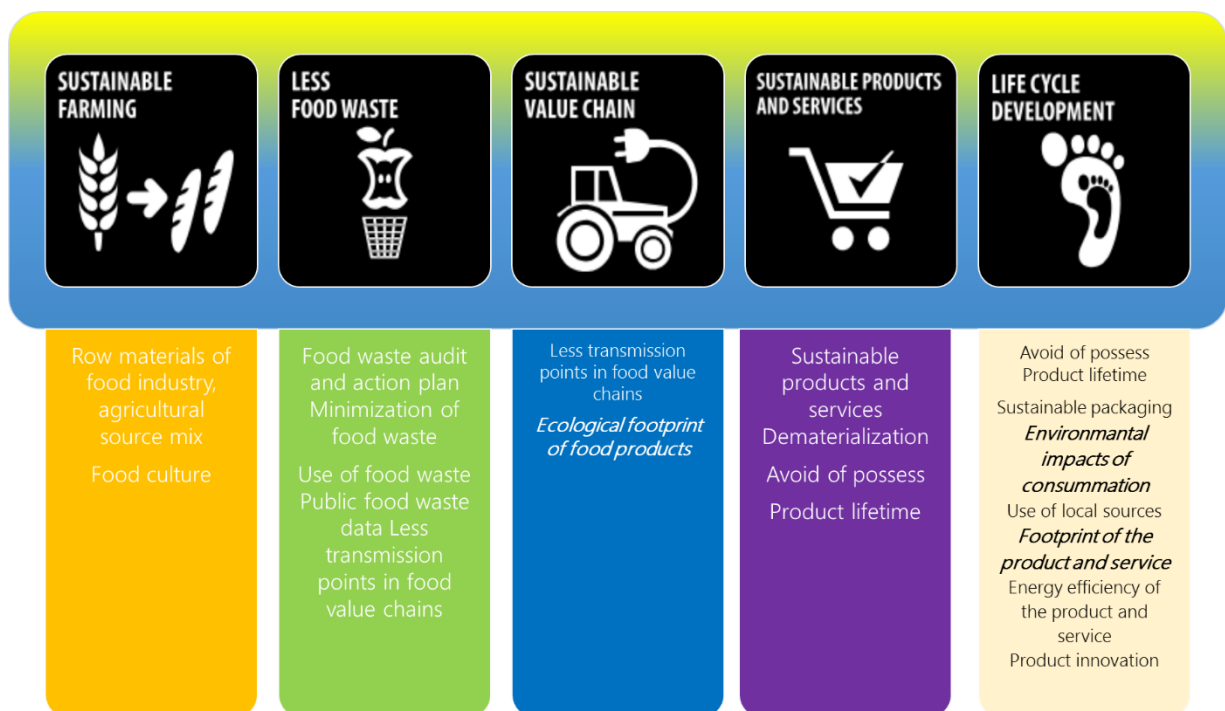 SUSTAINABLE
FARMING
LESS
FOOD WASTE
SUSTAINABLE
VALUE CHAIN
SUSTAINABLE PRODUCTS
AND SERVICES
LIFE CYCLE
DEVELOPMENT
Row materials of
food industry,
agricultural
source mix
Food culture
Food waste audit
and action plan
Minimization of
food waste
Use of food waste
Public food waste
data Less
transmission
points in food
value chains
Less transmission
points in food value
chains
Ecological footprint
of food products
Sustainable
products and
services
Dematerialization
Avoid of possess
Product lifetime
Avoid of possess
Product lifetime
Sustainable packaging
Environmantal
impacts of
consummation
Use of local sources
Footprint of the
product and service
Energy efficiency of
the product and
service
Product innovation